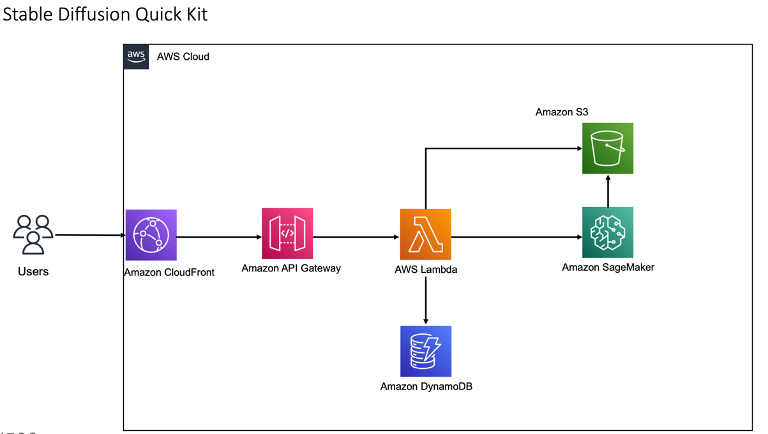 Stable Diffusion Quick Kit
aws
AWS Cloud
Amazon S3
Users
Amazon CloudFront
Amazon API Gateway
AWS Lambda
Amazon SageMaker
Amazon DynamoDB